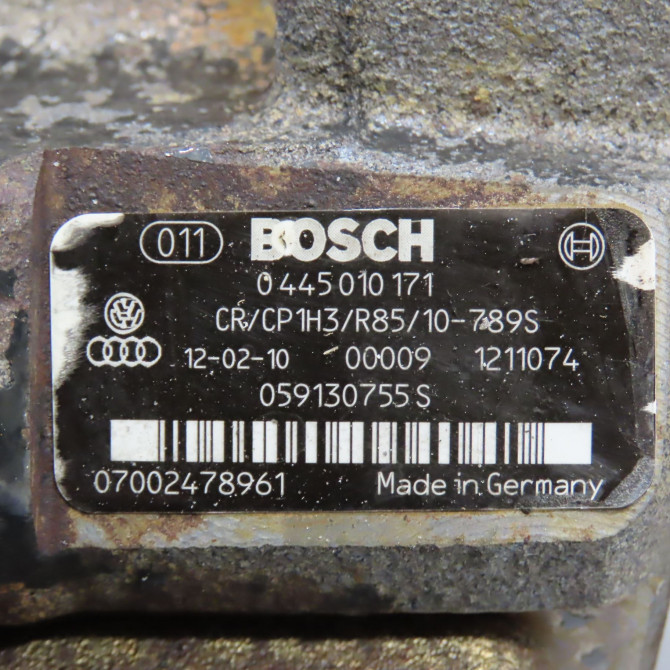 011 BOSCH
0 445 010 171
CR/CP1H3/R85/10-789S
12-02-10 00009 1211074
059130755S
07002478961 Made in Germany